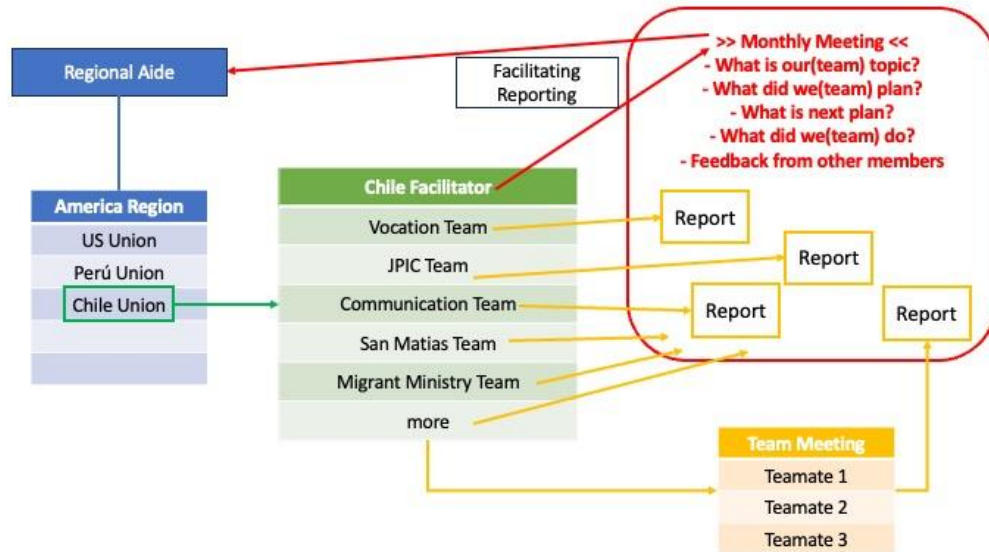 Regional Aide
Facilitating
Reporting
>> Monthly Meeting <<
- What is our(team) topic?
- What did we(team) plan?
- What is next plan?
- What did we(team) do?
- Feedback from other members
America Region
US Union
Perú Union
Chile Union
Chile Facilitator
Vocation Team
JPIC Team
Communication Team
San Matias Team
Migrant Ministry Team
more
Report
Report
Report
Report
Team Meeting
Teamate 1
Teamate 2
Teamate 3